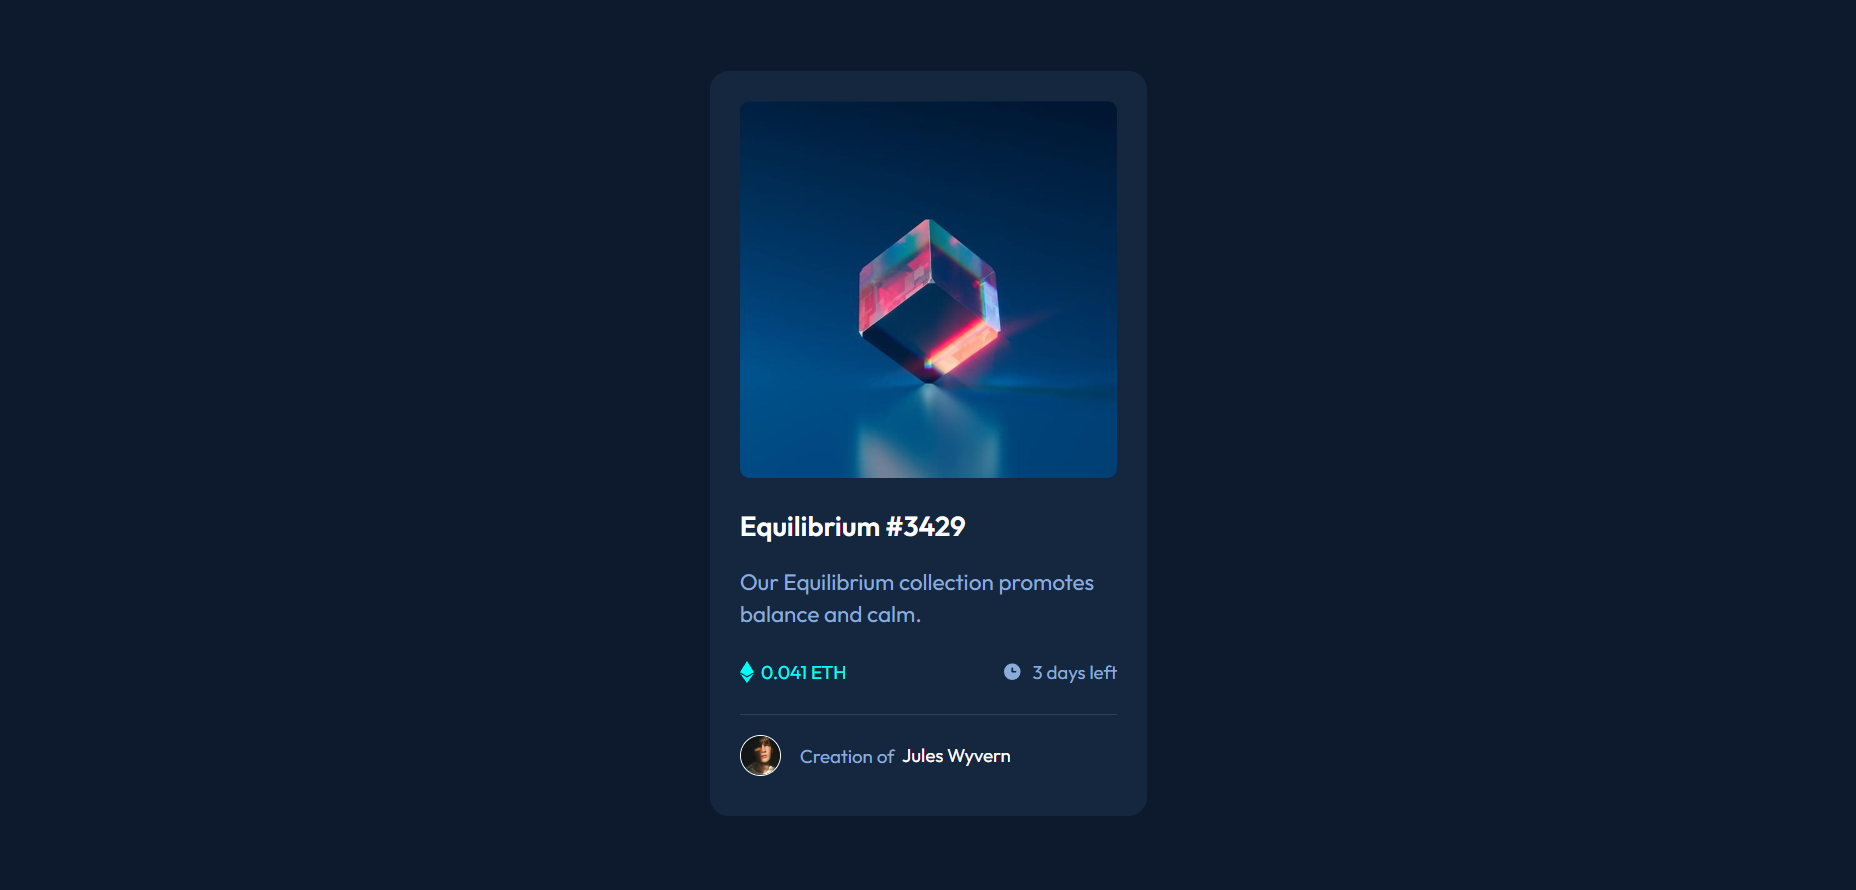 Equilibrium #3429
Our Equilibrium collection promotes
balance and calm.
0.041 ETH
3 days left
Creation of Jules Wyvern